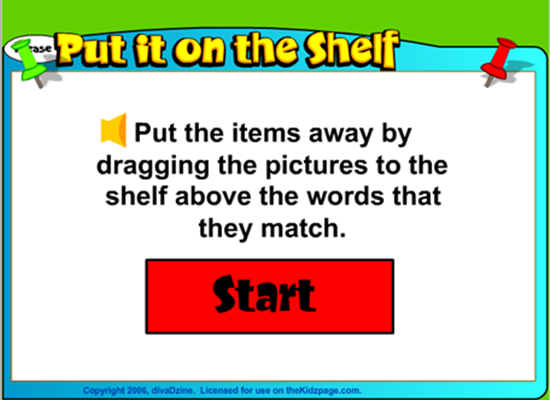 Put it on the Shelf
Put the items away by
dragging the pictures to the
shelf above the words that
they match.
Start
Copyright 2006, divaDzine. Licensed for use on theKidzpage.com.